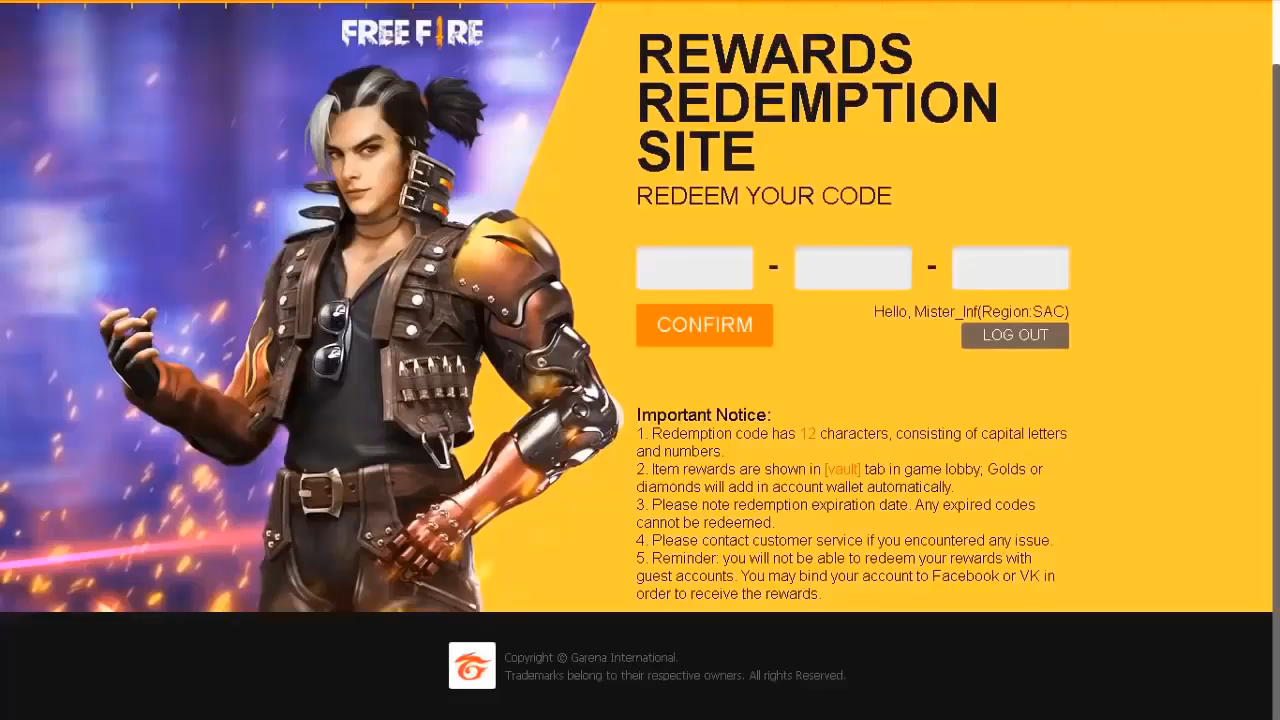 FREE FIRE
REWARDS
REDEMPTION
SITE
REDEEM YOUR CODE
- -
CONFIRM
Hello, Mister_Inf(Region:SAC)
LOG OUT
Important Notice:
1. Redemption code has 12 characters, consisting of capital letters
and numbers.
2. Item rewards are shown in [vault] tab in game lobby; Golds or
diamonds will add in account wallet automatically.
3. Please note redemption expiration date. Any expired codes
cannot be redeemed.
4. Please contact customer service if you encountered any issue.
5. Reminder: you will not be able to redeem your rewards with
guest accounts. You may bind your account to Facebook or VK in
order to receive the rewards.
Copyright © Garena International.
Trademarks belong to their respective owners. All rights Reserved.